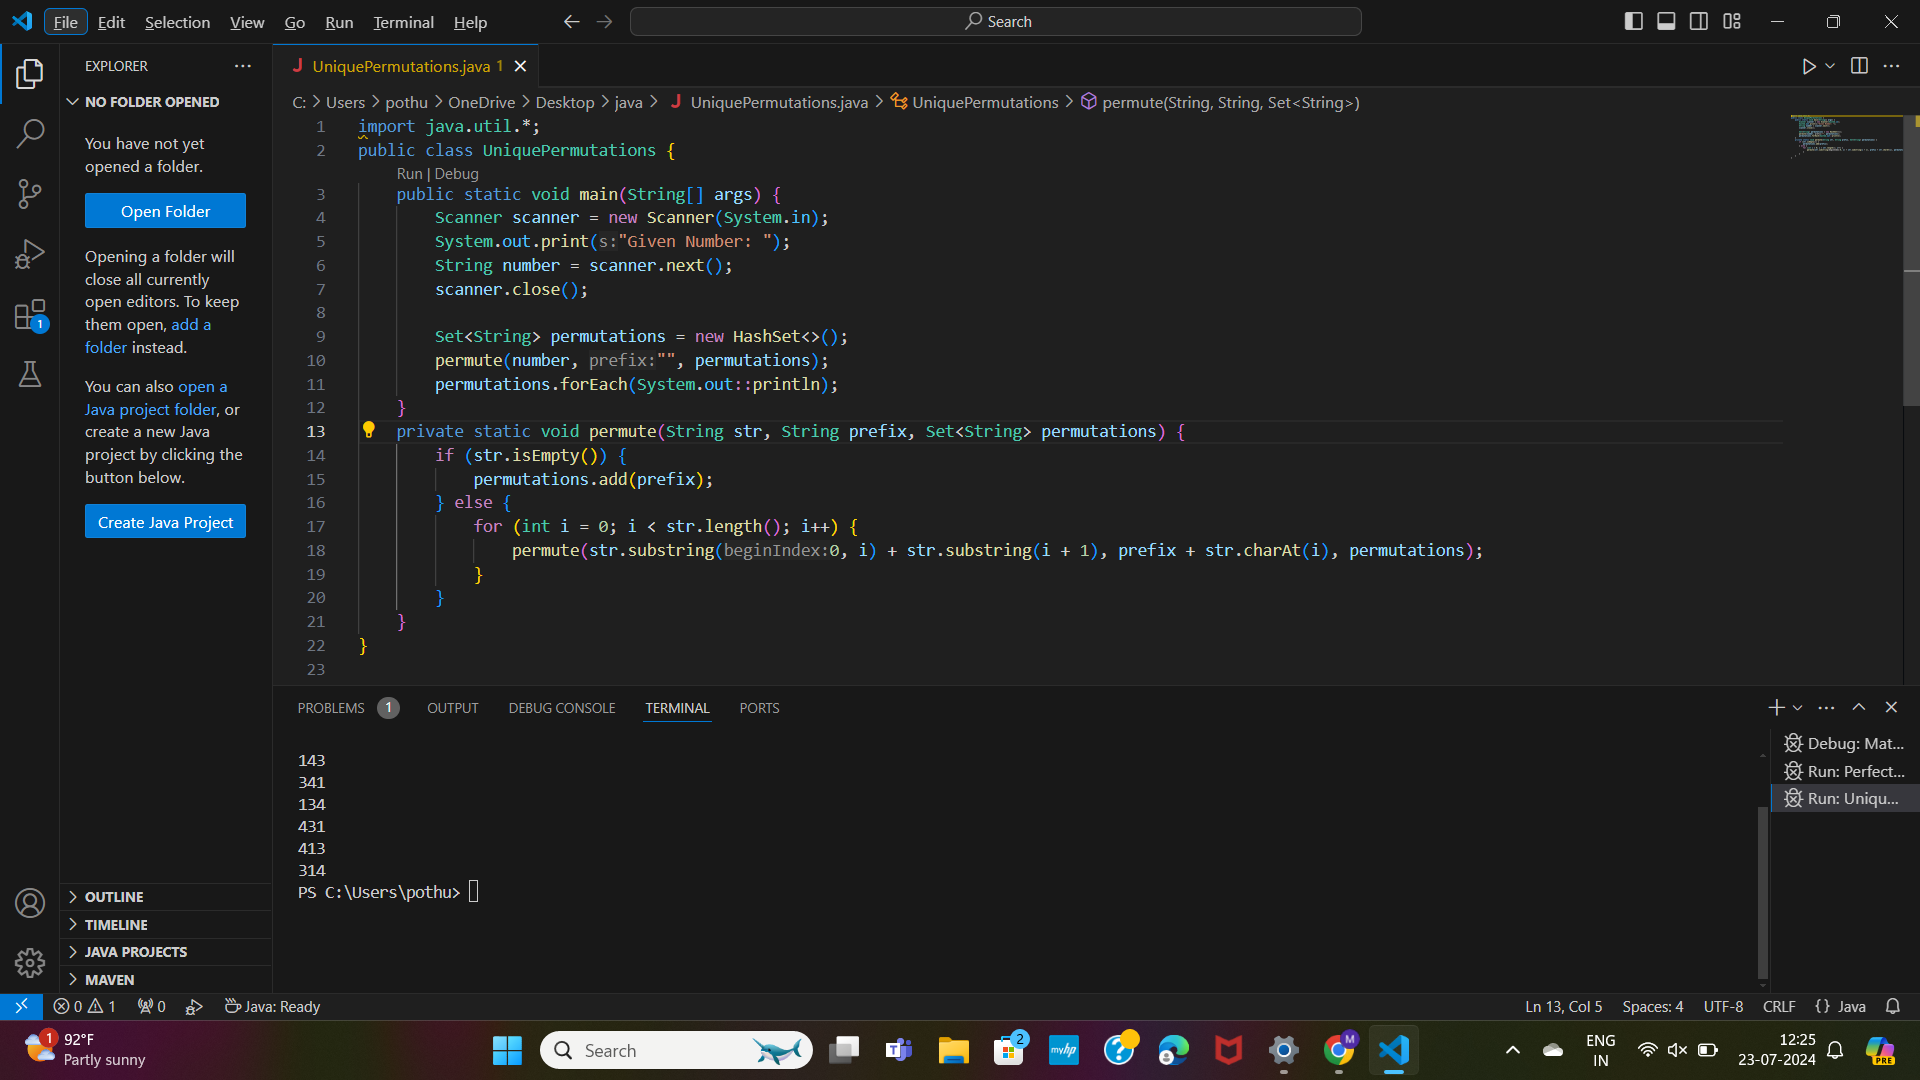 File Edit Selection View Go Run Terminal Help
Search
EXPLORER
NO FOLDER OPENED
You have not yet
opened a folder.
Open Folder
Opening a folder will
close all currently
open editors. To keep
them open, add a
folder instead.
You can also open a
Java project folder, or
create a new Java
project by clicking the
button below.
Create Java Project
OUTLINE
TIMELINE
JAVA PROJECTS
MAVEN
1
J UniquePermutations.java 1
C: > Users > pothu > OneDrive > Desktop > java > J UniquePermutations.java > UniquePermutations > permute(String, String, Set<String>)
1 import java.util.*;
2 public class UniquePermutations {
Run | Debug
3 public static void main(String[] args) {
4 Scanner scanner = new Scanner(System.in);
5 System.out.print(s:"Given Number: ");
6 String number = scanner.next();
7 scanner.close();
8
9 Set<String> permutations = new HashSet<>();
10 permute(number, prefix:"", permutations);
11 permutations.forEach(System.out::println);
12 }
13 private static void permute(String str, String prefix, Set<String> permutations) {
14 if (str.isEmpty()) {
15 permutations.add(prefix);
16 } else {
17 for (int i = 0; i < str.length(); i++) {
18 permute(str.substring(beginIndex:0, i) + str.substring(i + 1), prefix + str.charAt(i), permutations);
19 }
20 }
21 }
22 }
23
PROBLEMS 1 OUTPUT DEBUG CONSOLE TERMINAL PORTS
143
341
134
431
413
314
PS C:\Users\pothu>
Debug: Mat...
Run: Perfect...
Run: Uniqu...
0 1 0 Java: Ready
Ln 13, Col 5 Spaces: 4 UTF-8 CRLF {} Java
1 92°F
Partly sunny
Search
2
myhp
M
ENG
IN
12:25
23-07-2024
PRE